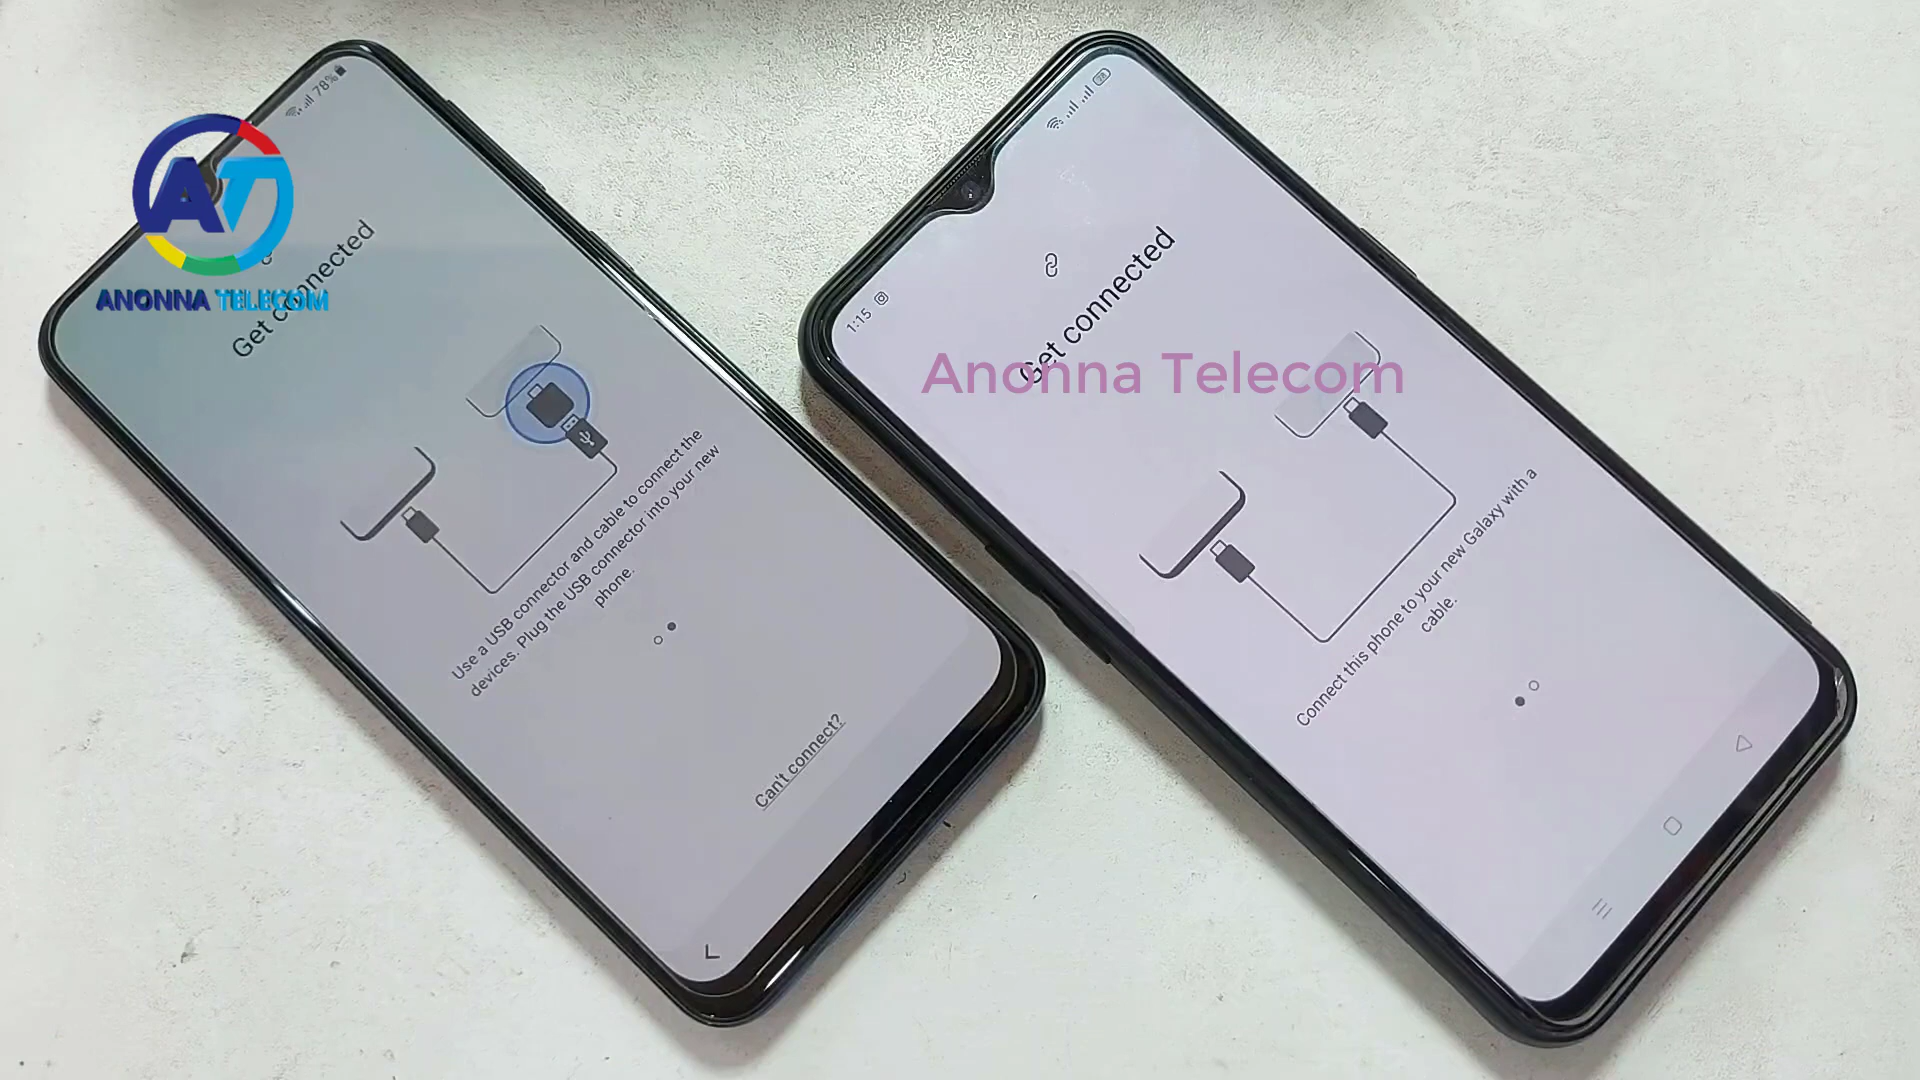 78%
AT
ANONNA TELECOM
Get connected
Use a USB connector and cable to connect the
devices. Plug the USB connector into your new
phone.
Can't connect?
1:15
Get connected
Anonna Telecom
Connect this phone to your new Galaxy with a
cable.